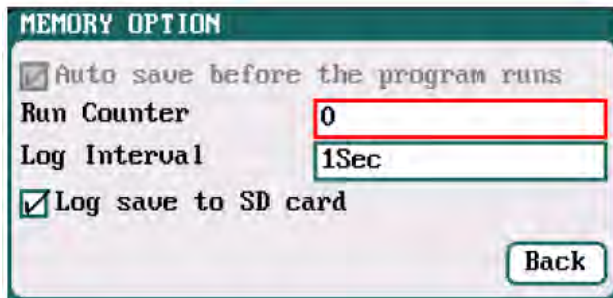 MEMORY OPTION
Auto save before the program runs
Run Counter 0
Log Interval 1Sec
Log save to SD card
Back